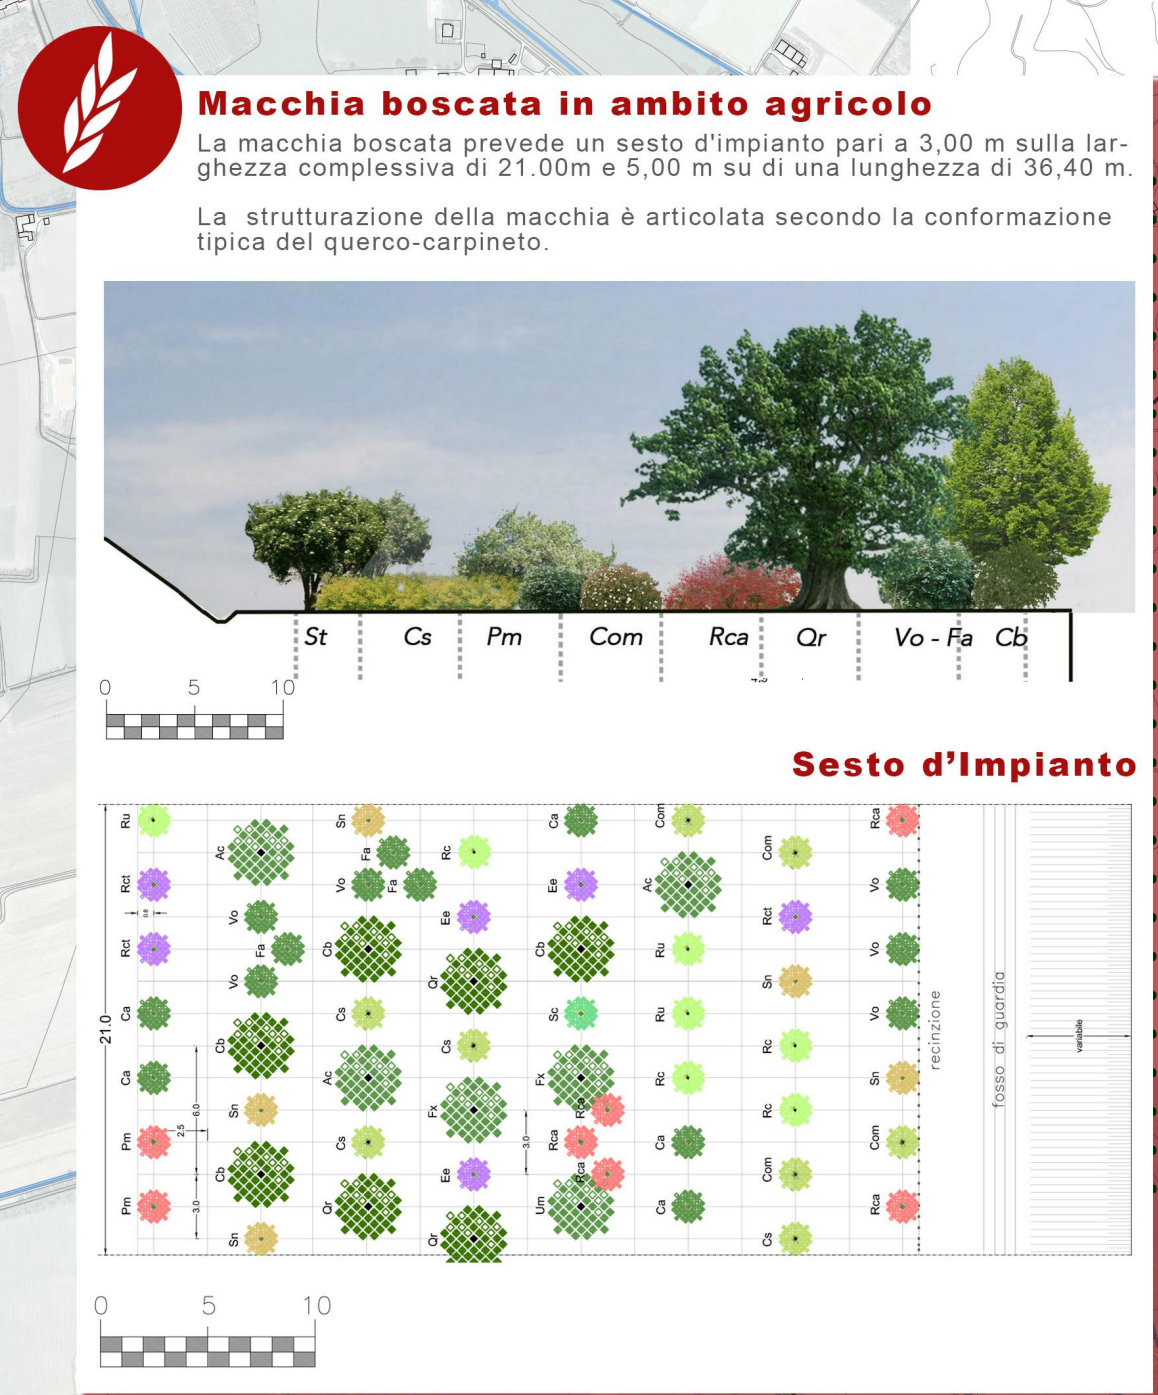 Macchia boscata in ambito agricolo
La macchia boscata prevede un sesto d'impianto pari a 3,00 m sulla lar-
ghezza complessiva di 21.00m e 5,00 m su di una lunghezza di 36,40 m.
La strutturazione della macchia è articolata secondo la conformazione
tipica del querco-carpineto.
St Cs Pm Com Rca Qr Vo - Fa Cb
0 5 10
Sesto d'Impianto
21.0
Ru
Rct
0.8
Rct
Ca
Ca
Pm
Pm
2.5
6.0
3.0
Ac
Vo
Fa
Vo
Cb
Sn
Cb
Sn
Sn
Fa
Vo
Fa
Cb
Cs
Ac
Cs
Qr
Rc
Ee
Qr
Cs
Fx
Ee
Qr
3.0
Ca
Ee
Cb
Sc
Fx
Rca
Rca
Rca
Um
Com
Ac
Ru
Ru
Rc
Ca
Ca
Com
Rct
Sn
Rc
Rc
Com
Cs
Rca
Vo
Vo
Vo
Sn
Com
Rca
recinzione
fosso di guardia
variabile
0 5 10